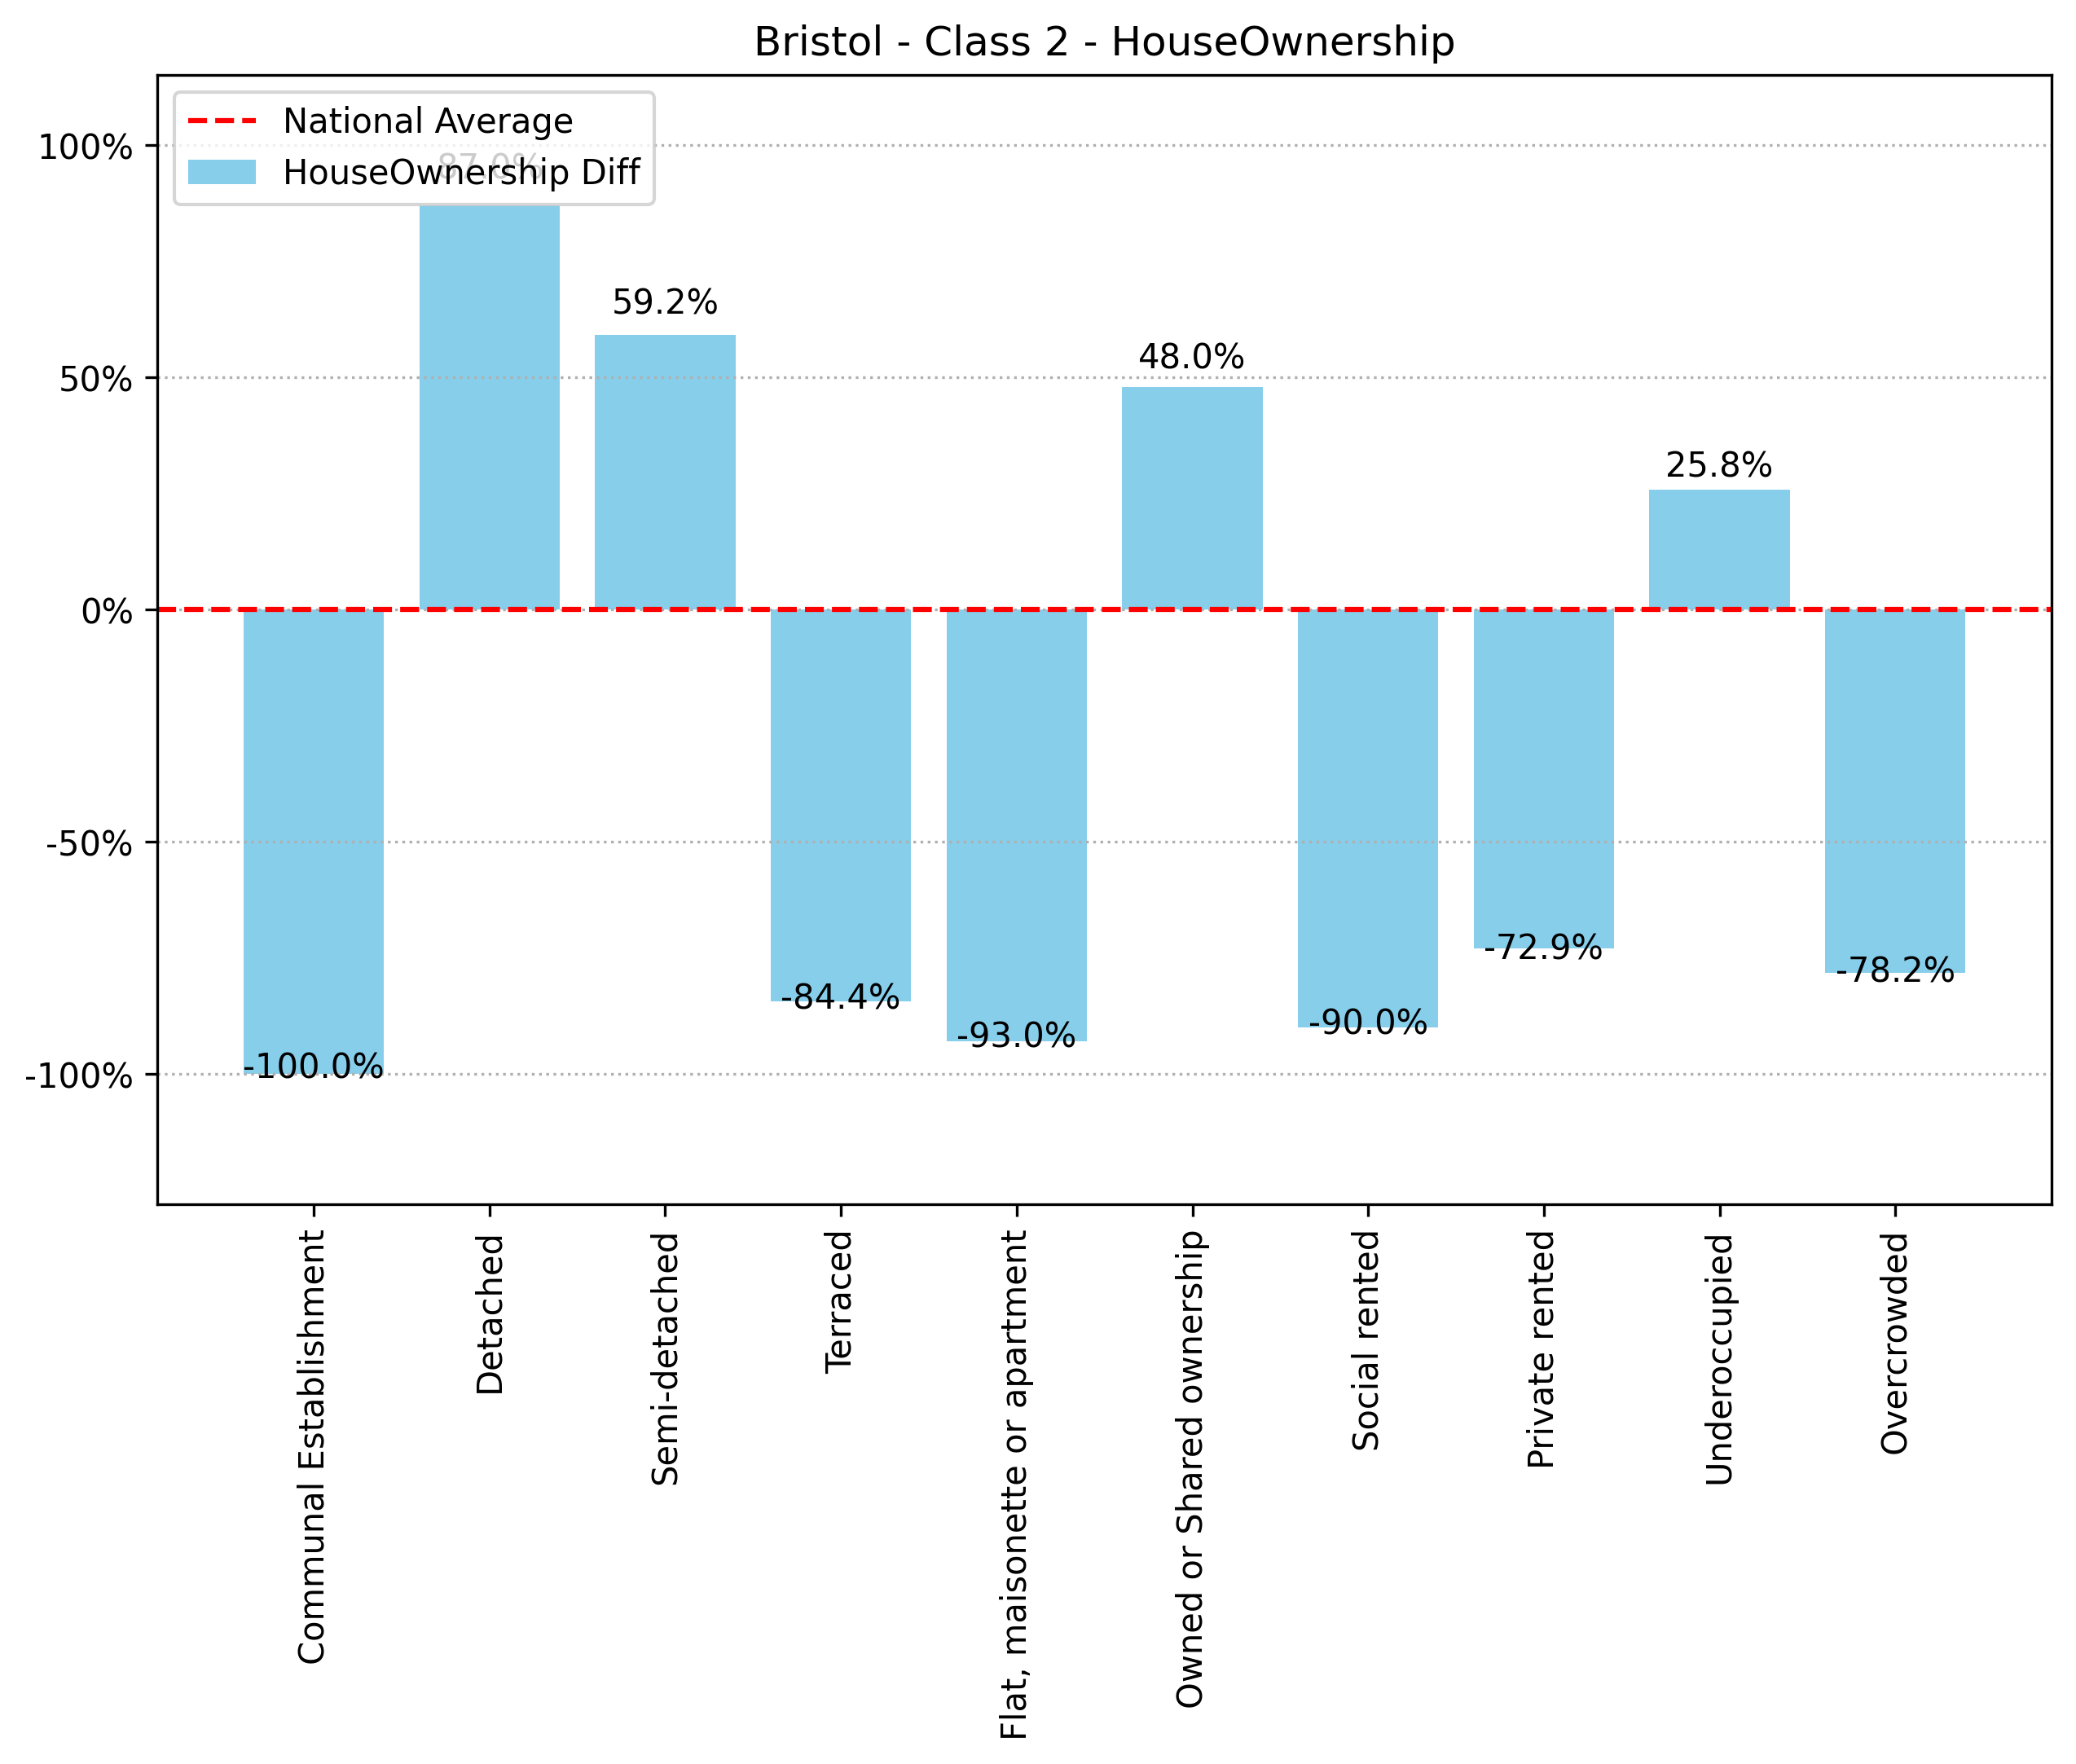 Bristol - Class 2 - HouseOwnership
National Average
HouseOwnership Diff
100%
50%
0%
-50%
-100%
-100.0%
59.2%
-84.4%
-93.0%
48.0%
-90.0%
-72.9%
25.8%
-78.2%
Communal Establishment
Detached
Semi-detached
Terraced
Flat, maisonette or apartment
Owned or Shared ownership
Social rented
Private rented
Underoccupied
Overcrowded